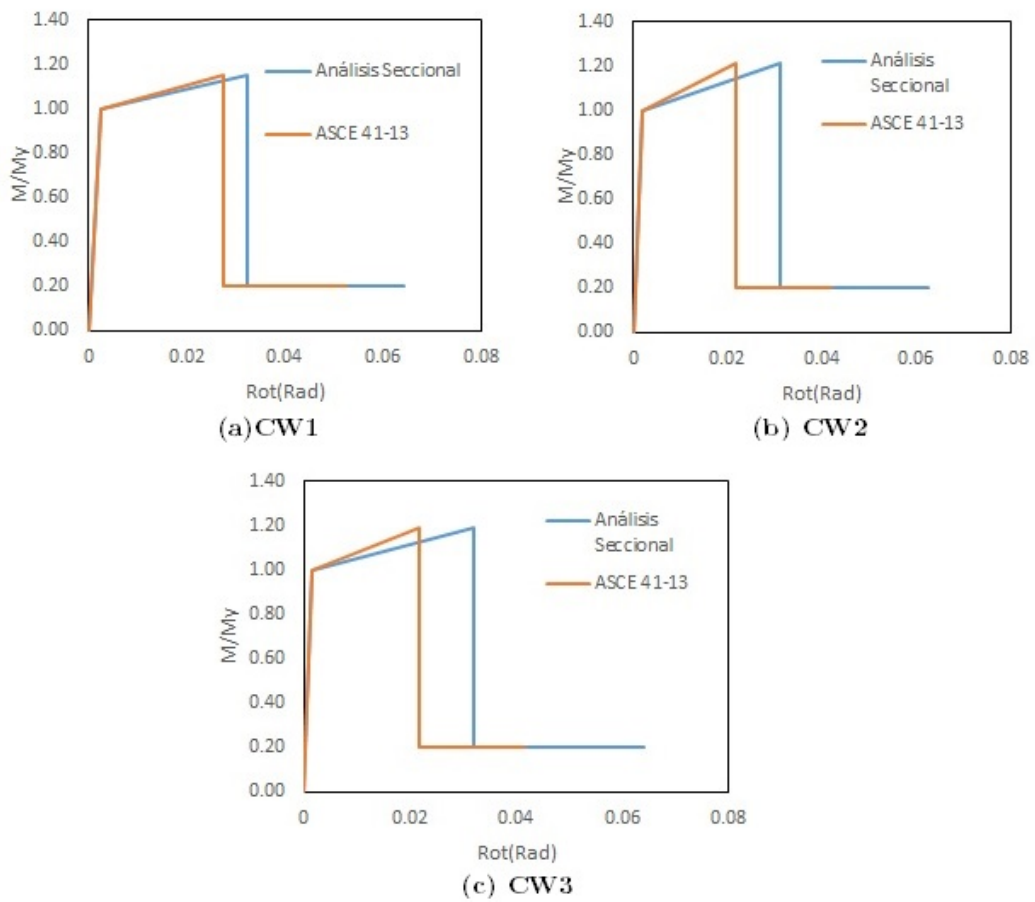 1.40
1.20
1.00
0.80
0.60
0.40
0.20
0.00
M/My
0 0.02 0.04 0.06 0.08
Rot(Rad)
Análisis Seccional
ASCE 41-13
(a)CW1
1.40
1.20
1.00
0.80
0.60
0.40
0.20
0.00
M/My
0 0.02 0.04 0.06 0.08
Rot(Rad)
Análisis
Seccional
ASCE 41-13
(b) CW2
1.40
1.20
1.00
0.80
0.60
0.40
0.20
0.00
M/My
0 0.02 0.04 0.06 0.08
Rot(Rad)
Análisis
Seccional
ASCE 41-13
(c) CW3